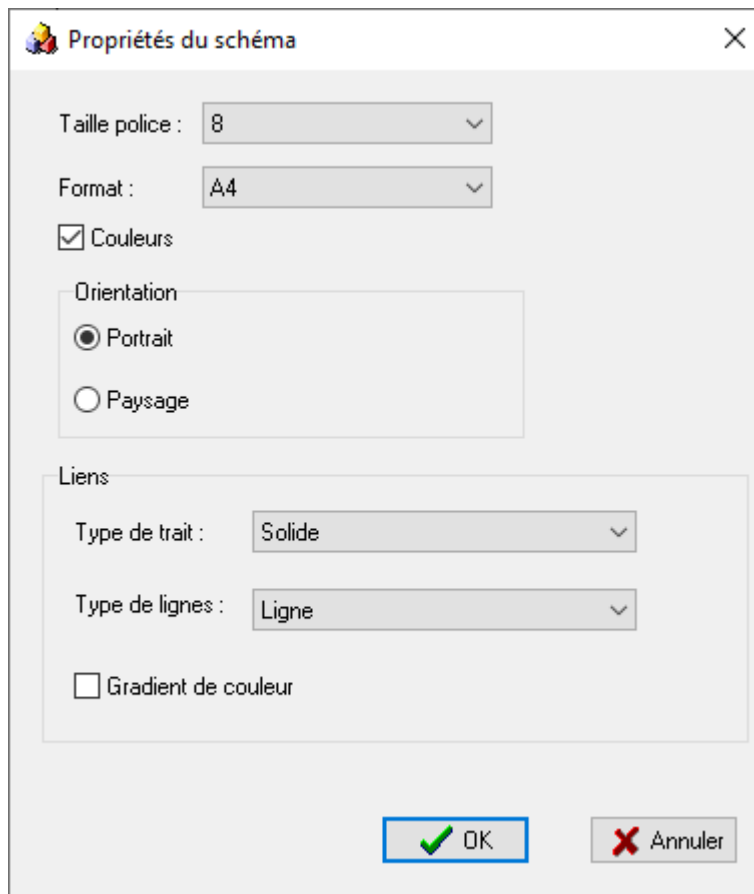 Propriétés du schéma
Taille police : 8
Format : A4
Couleurs
Orientation
Portrait
Paysage
Liens
Type de trait : Solide
Type de lignes : Ligne
Gradient de couleur
OK Annuler